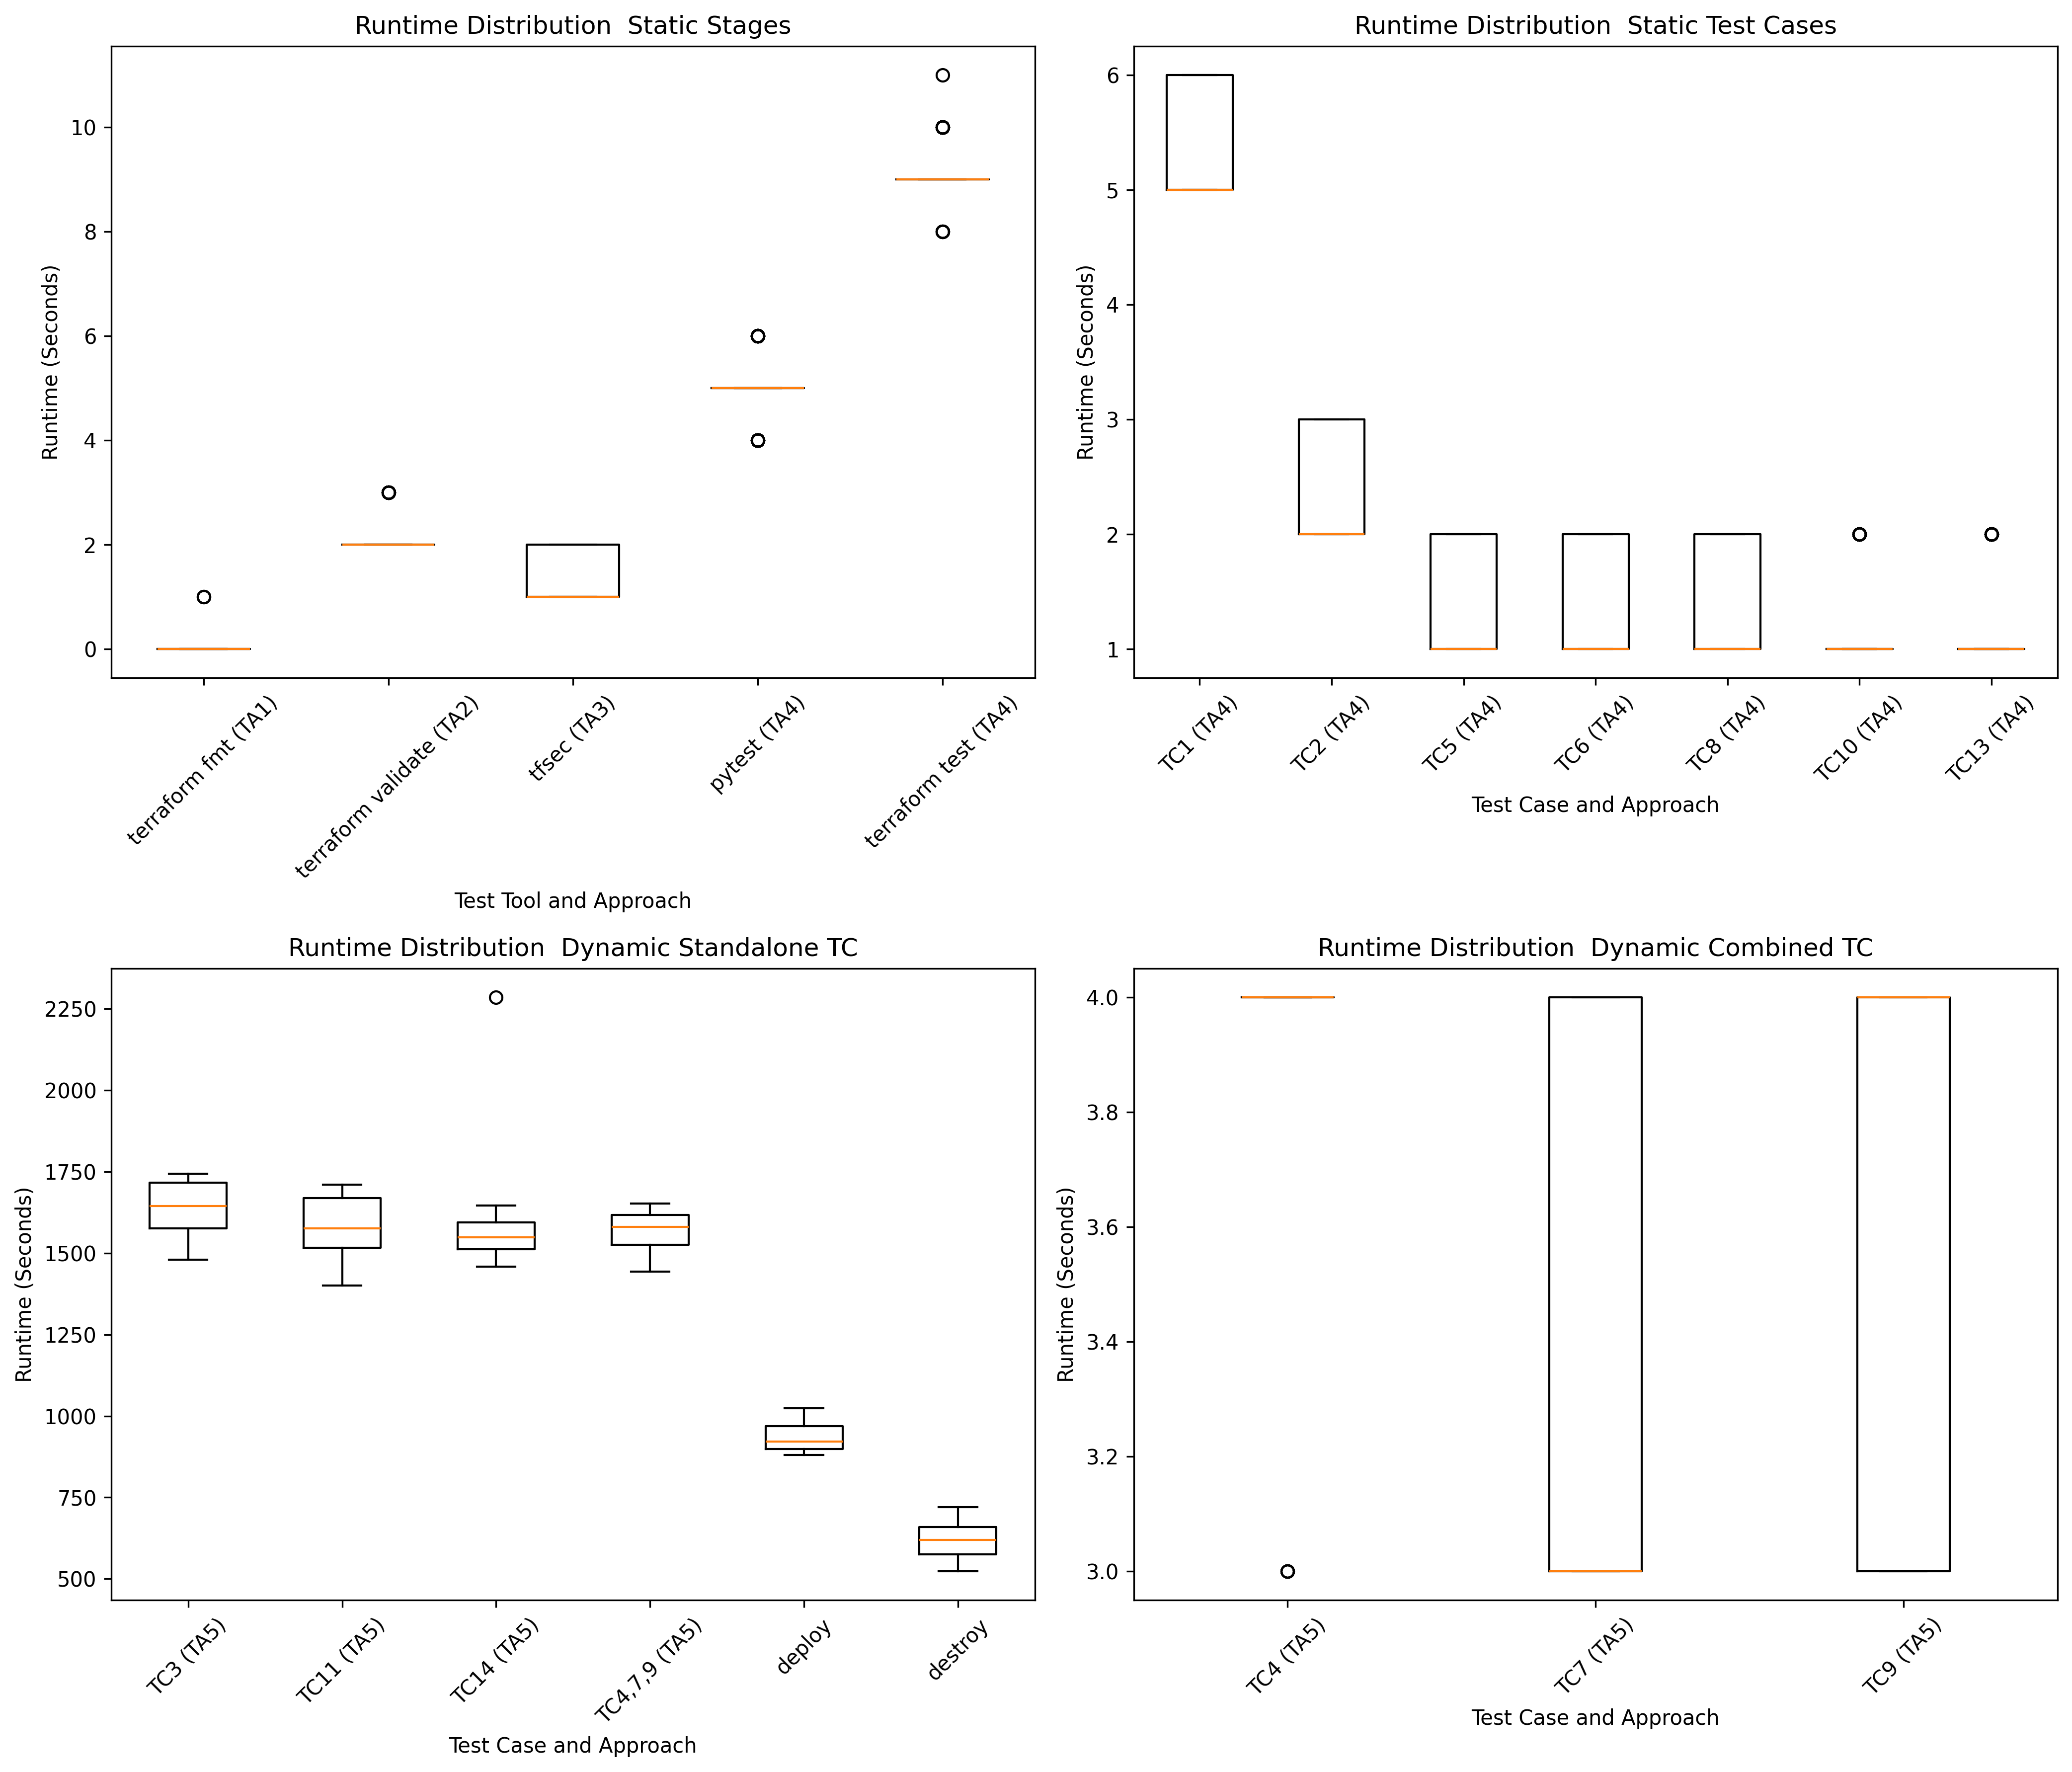 Runtime Distribution  Static Stages
Runtime (Seconds)
10
8
6
4
2
0
terraform fmt (TA1)
terraform validate (TA2)
tfsec (TA3)
pytest (TA4)
terraform test (TA4)
Test Tool and Approach
Runtime Distribution  Static Test Cases
Runtime (Seconds)
6
5
4
3
2
1
TC1 (TA4)
TC2 (TA4)
TC5 (TA4)
TC6 (TA4)
TC8 (TA4)
TC10 (TA4)
TC13 (TA4)
Test Case and Approach
Runtime Distribution  Dynamic Standalone TC
Runtime (Seconds)
2250
2000
1750
1500
1250
1000
750
500
TC3 (TA5)
TC11 (TA5)
TC14 (TA5)
TC4,7,9 (TA5)
deploy
destroy
Test Case and Approach
Runtime Distribution  Dynamic Combined TC
Runtime (Seconds)
4.0
3.8
3.6
3.4
3.2
3.0
TC4 (TA5)
TC7 (TA5)
TC9 (TA5)
Test Case and Approach